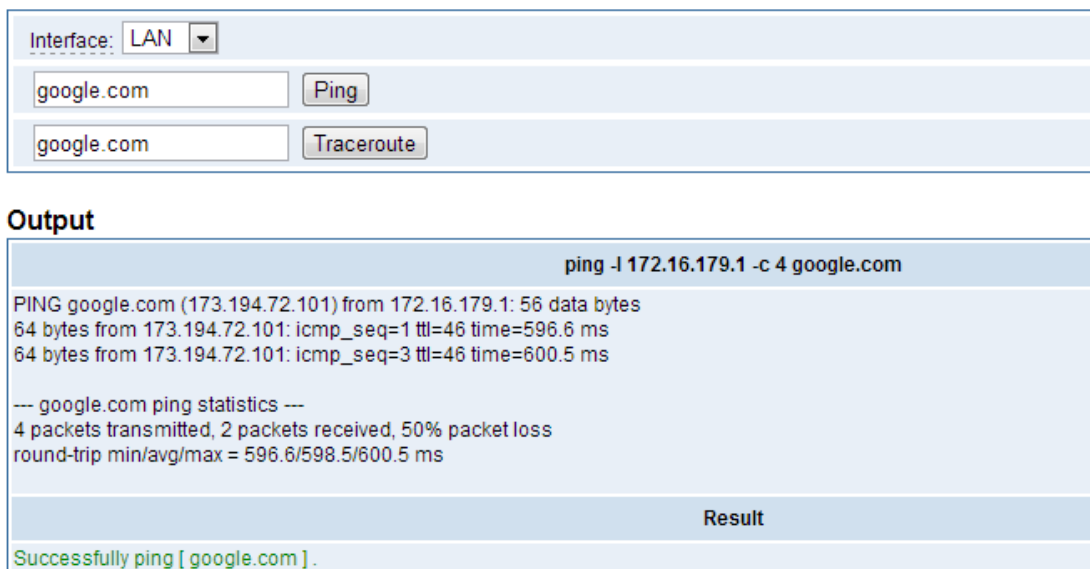 Interface: LAN
google.com Ping
google.com Traceroute
Output
ping -I 172.16.179.1 -c 4 google.com
PING google.com (173.194.72.101) from 172.16.179.1: 56 data bytes
64 bytes from 173.194.72.101: icmp_seq=1 ttl=46 time=596.6 ms
64 bytes from 173.194.72.101: icmp_seq=3 ttl=46 time=600.5 ms
--- google.com ping statistics ---
4 packets transmitted, 2 packets received, 50% packet loss
round-trip min/avg/max = 596.6/598.5/600.5 ms
Result
Successfully ping [ google.com ] .